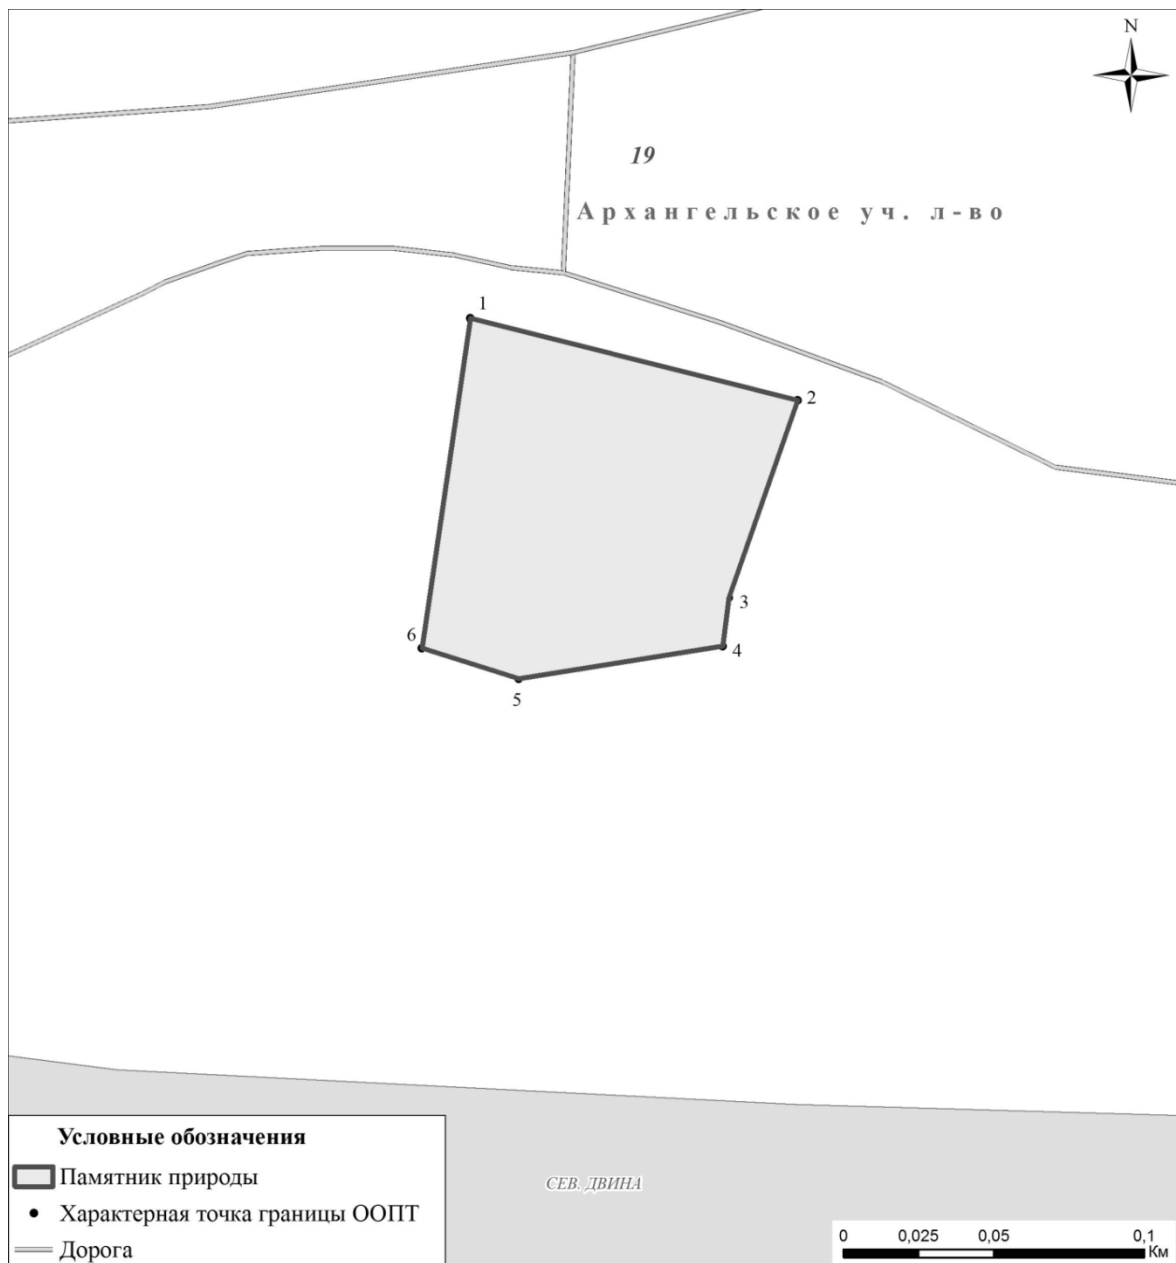 N
19
Архангельское уч. л-во
1
2
3
4
5
6
СЕВ. ДВИНА
Условные обозначения
Памятник природы
Характерная точка границы ООПТ
Дорога
0 0,025 0,05 0,1
Км